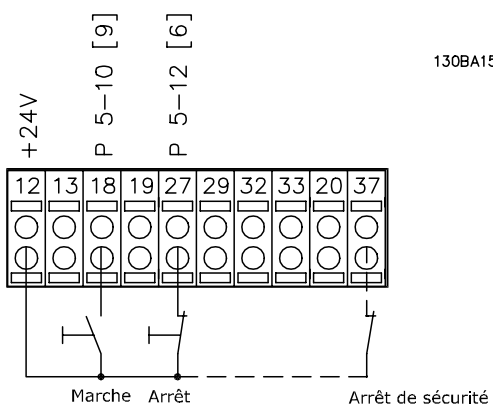 130BA15
+24V
P 5-10 [9]
P 5-12 [6]
12 13 18 19 27 29 32 33 20 37
Marche Arrêt Arrêt de sécurité